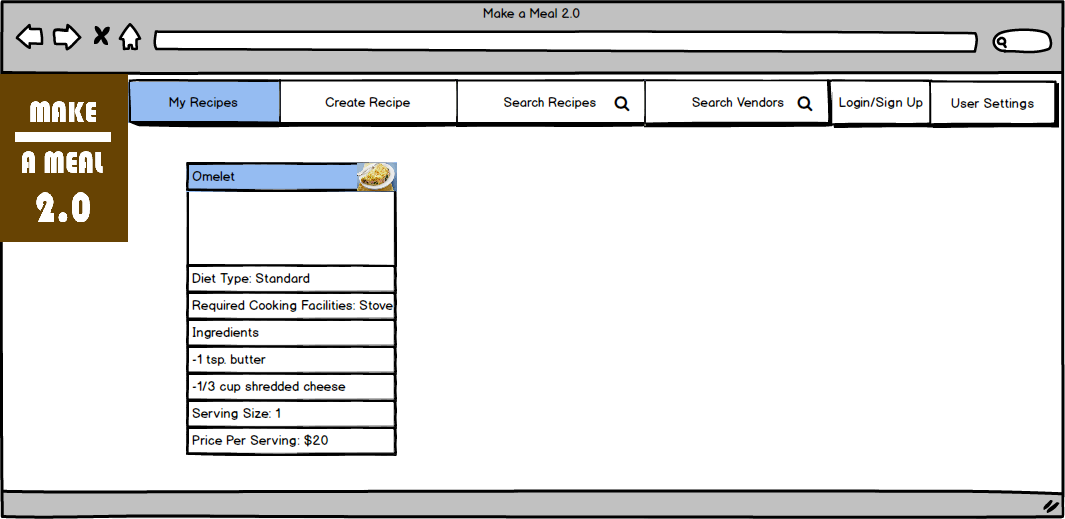 Make a Meal 2.0
MAKE
A MEAL
2.0
My Recipes
Create Recipe
Search Recipes
Search Vendors
Login/Sign Up
User Settings
Omelet
Diet Type: Standard
Required Cooking Facilities: Stove
Ingredients
-1 tsp. butter
-1/3 cup shredded cheese
Serving Size: 1
Price Per Serving: $20